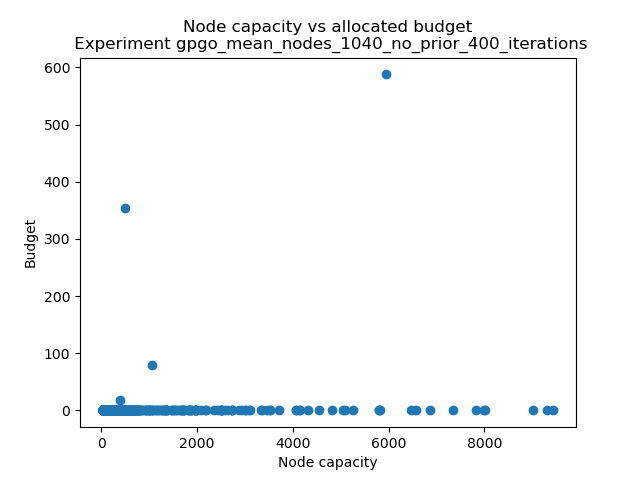 Node capacity vs allocated budget
Experiment gpgo_mean_nodes_1040_no_prior_400_iterations
600
500
400
300
200
100
0
Budget
0 2000 4000 6000 8000
Node capacity